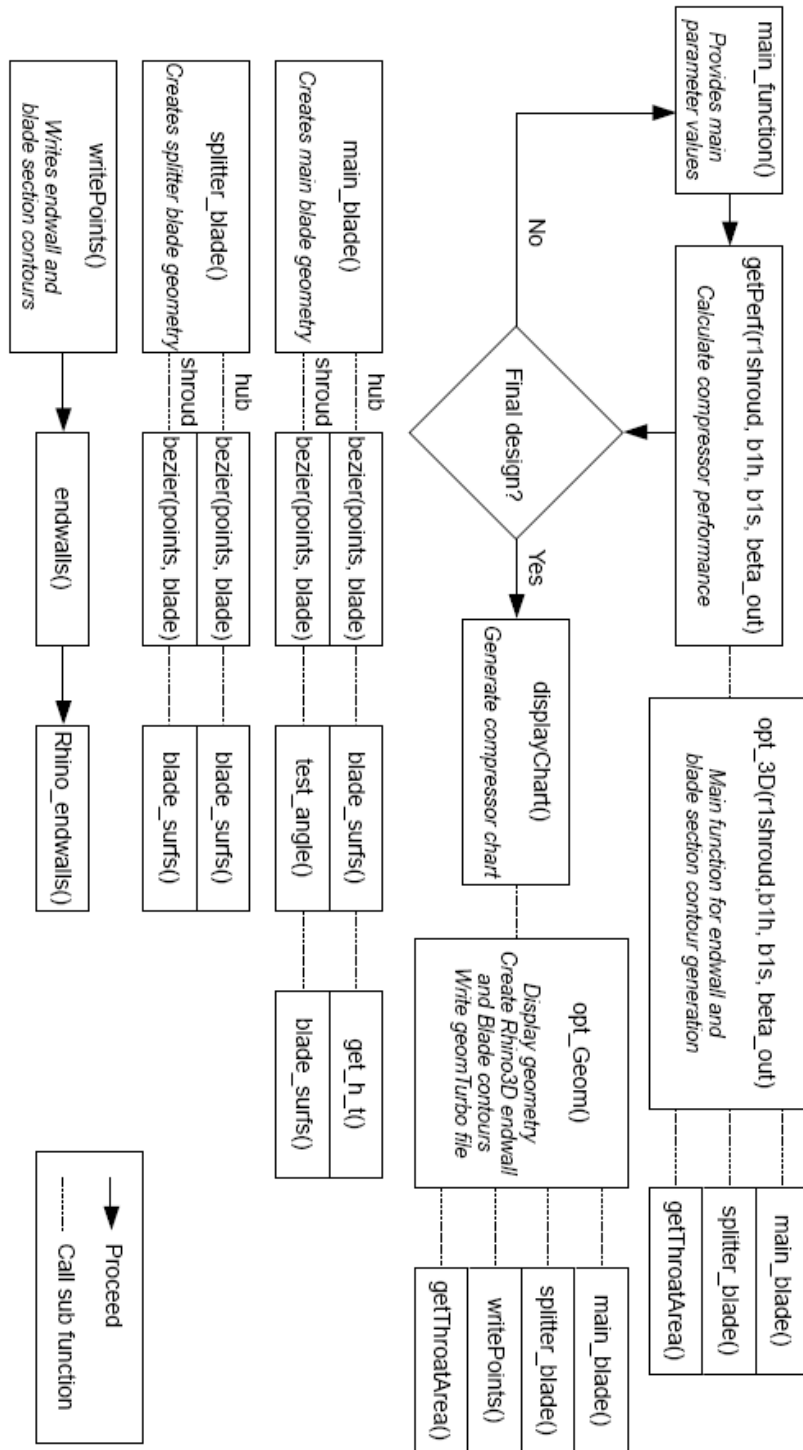 main_function()
Provides main
parameter values
getPerf(r1shroud, b1h, b1s, beta_out)
Calculate compressor performance
opt_3D(r1shroud,b1h, b1s, beta_out)
Main function for endwall and
blade section contour generation
main_blade()
splitter_blade()
getThroatArea()
No
Final design?
Yes
displayChart()
Generate compressor chart
opt_Geom()
Display geometry
Create Rhino3D endwall
and Blade contours
Write geomTurbo file
main_blade()
splitter_blade()
writePoints()
getThroatArea()
main_blade()
Creates main blade geometry
hub
shroud
bezier(points, blade)
bezier(points, blade)
blade_surfs()
test_angle()
get_h_t()
blade_surfs()
splitter_blade()
Creates splitter blade geometry
hub
shroud
bezier(points, blade)
bezier(points, blade)
blade_surfs()
blade_surfs()
writePoints()
Writes endwall and
blade section contours
endwalls()
Rhino_endwalls()
Proceed
Call sub function